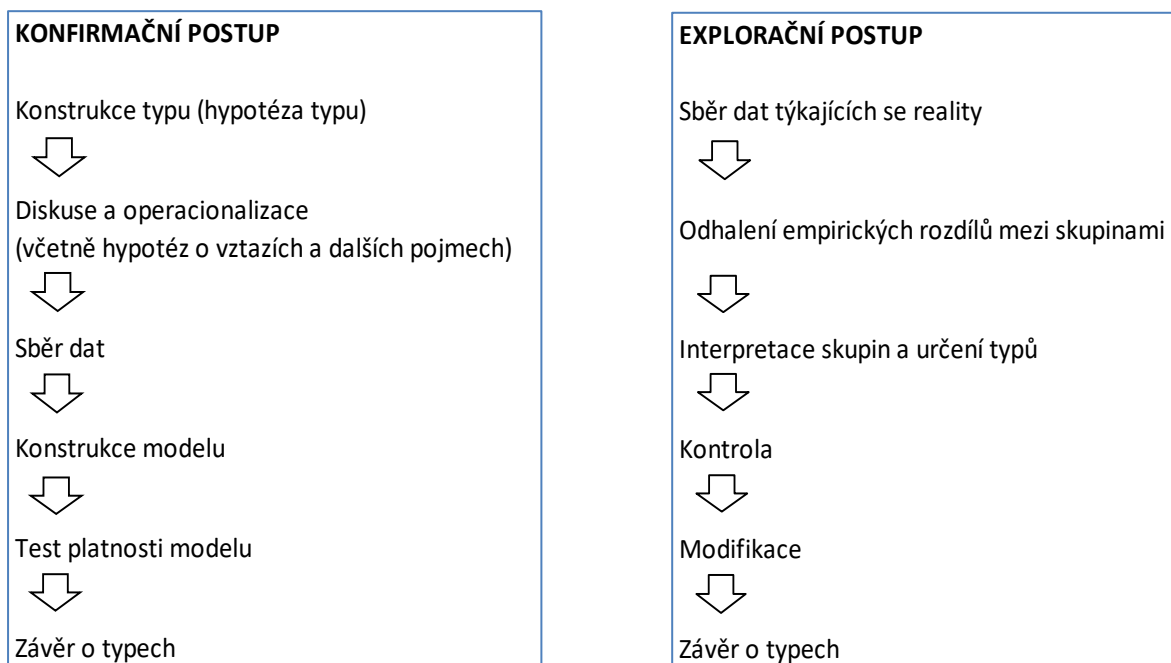 KONFIRMAČNÍ POSTUP
Konstrukce typu (hypotéza typu)
Diskuse a operacionalizace
(včetně hypotéz o vztazích a dalších pojmech)
Sběr dat
Konstrukce modelu
Test platnosti modelu
Závěr o typech
EXPLORAČNÍ POSTUP
Sběr dat týkajících se reality
Odhalení empirických rozdílů mezi skupinami
Interpretace skupin a určení typů
Kontrola
Modifikace
Závěr o typech